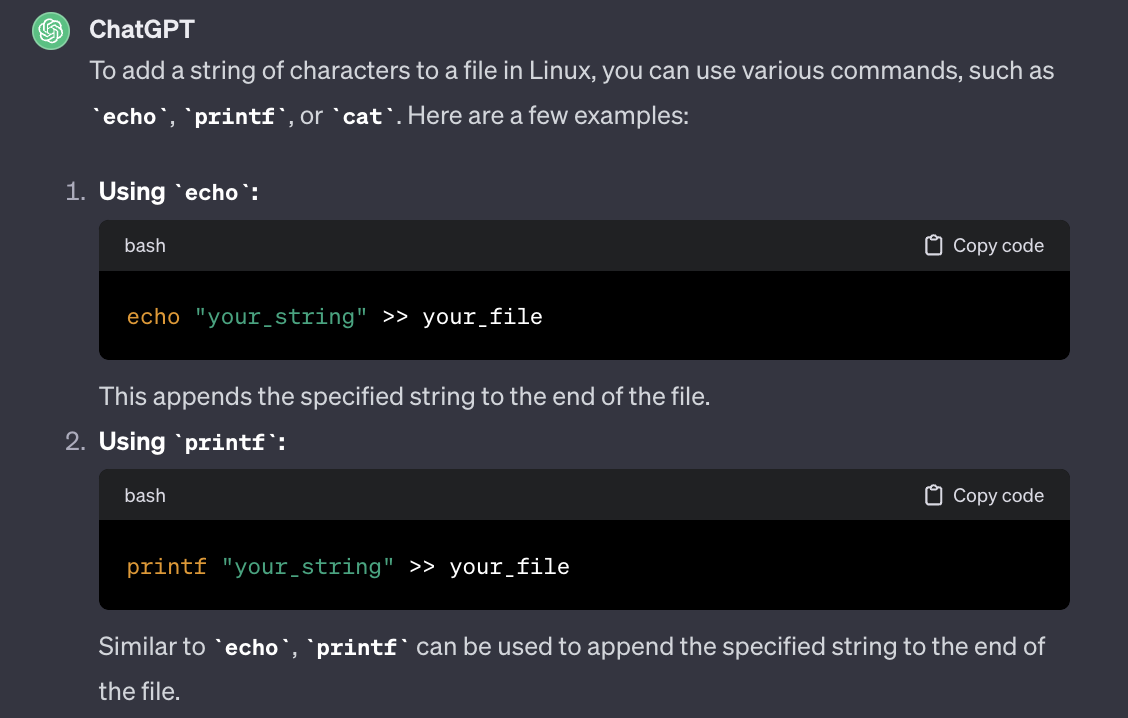 ChatGPT
To add a string of characters to a file in Linux, you can use various commands, such as
`echo`, `printf`, or `cat`. Here are a few examples:
1. Using `echo`:
bash Copy code
echo "your_string" >> your_file
This appends the specified string to the end of the file.
2. Using `printf`:
bash Copy code
printf "your_string" >> your_file
Similar to `echo`, `printf` can be used to append the specified string to the end of
the file.